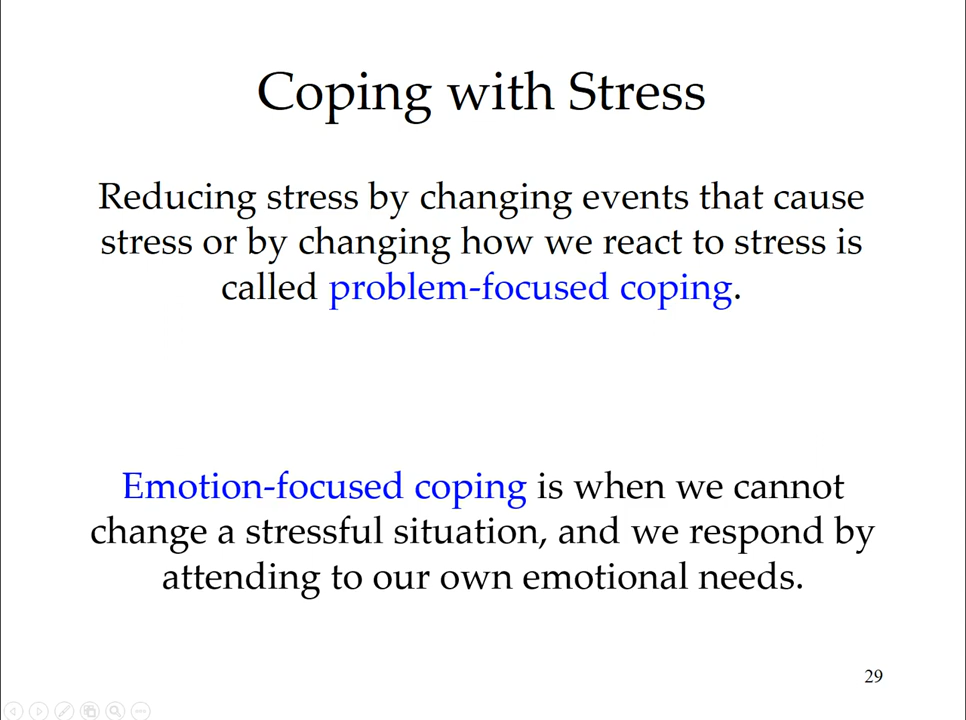 Coping with Stress
Reducing stress by changing events that cause
stress or by changing how we react to stress is
called problem-focused coping.
Emotion-focused coping is when we cannot
change a stressful situation, and we respond by
attending to our own emotional needs.
29